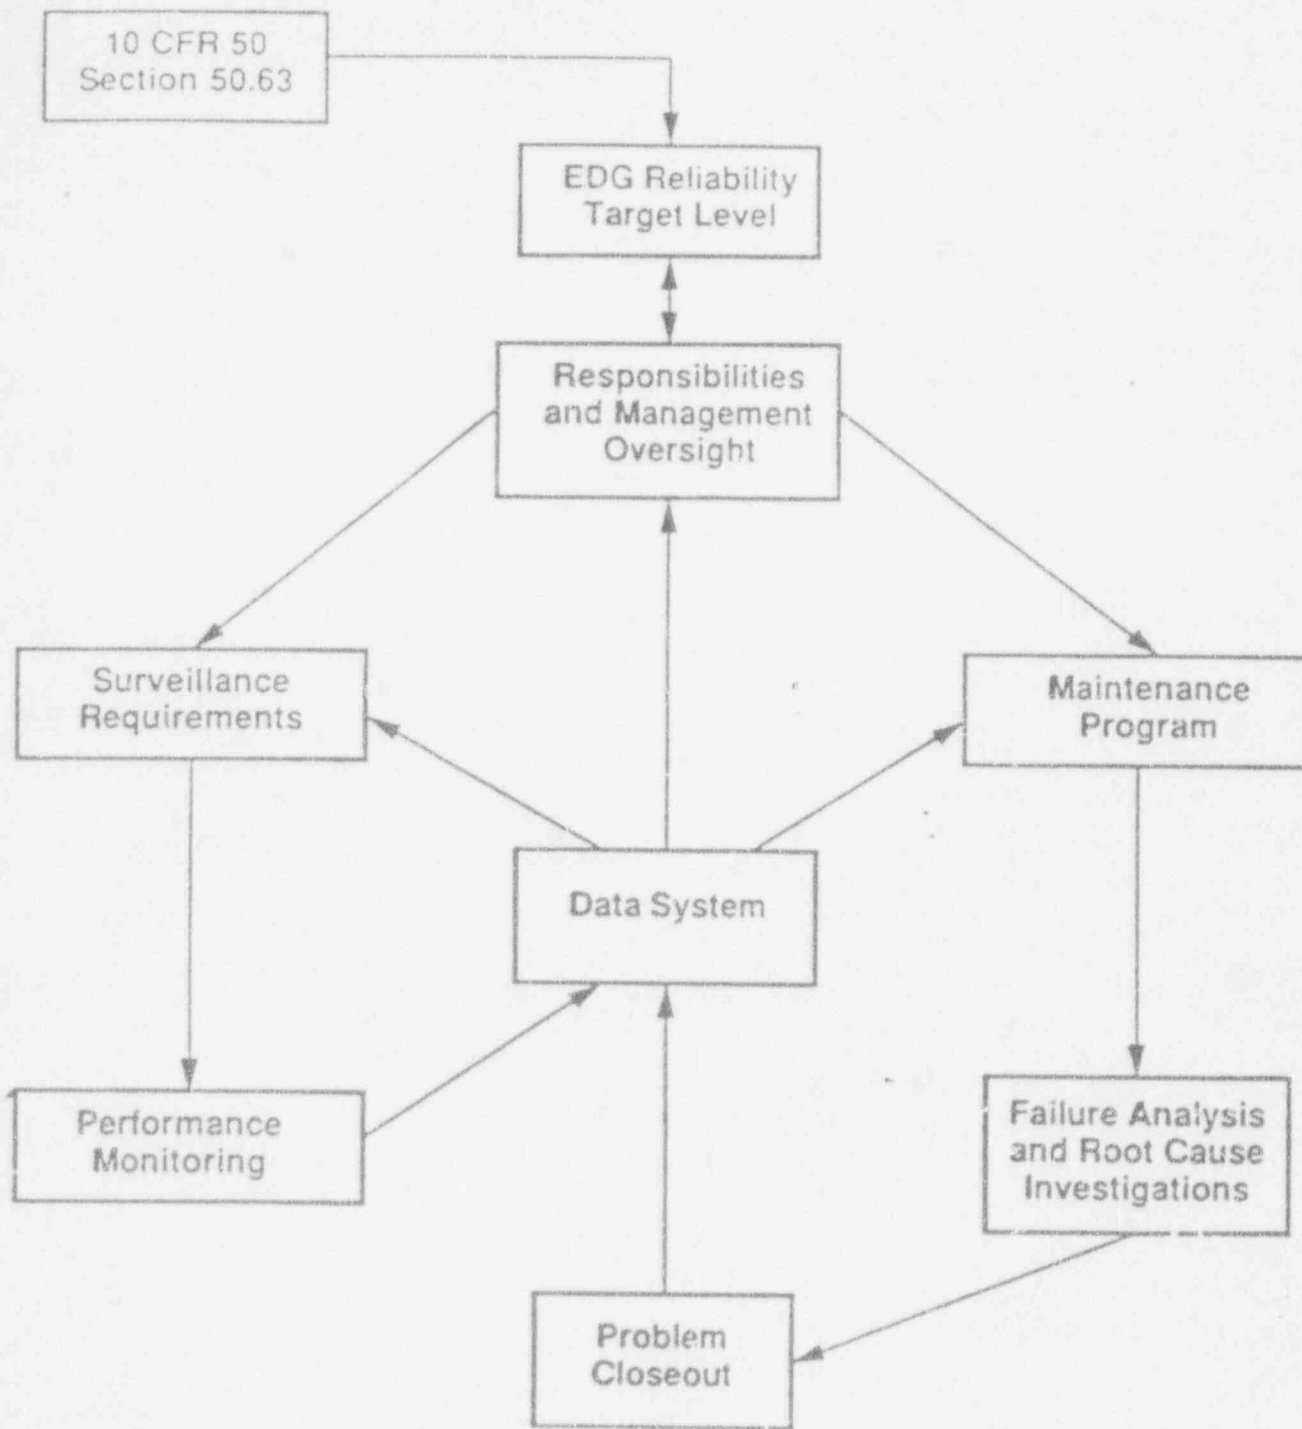 10 CFR 50
Section 50.63
EDG Reliability
Target Level
Responsibilities
and Management
Oversight
Surveillance
Requirements
Maintenance
Program
Data System
Performance
Monitoring
Failure Analysis
and Root Cause
Investigations
Problem
Closeout